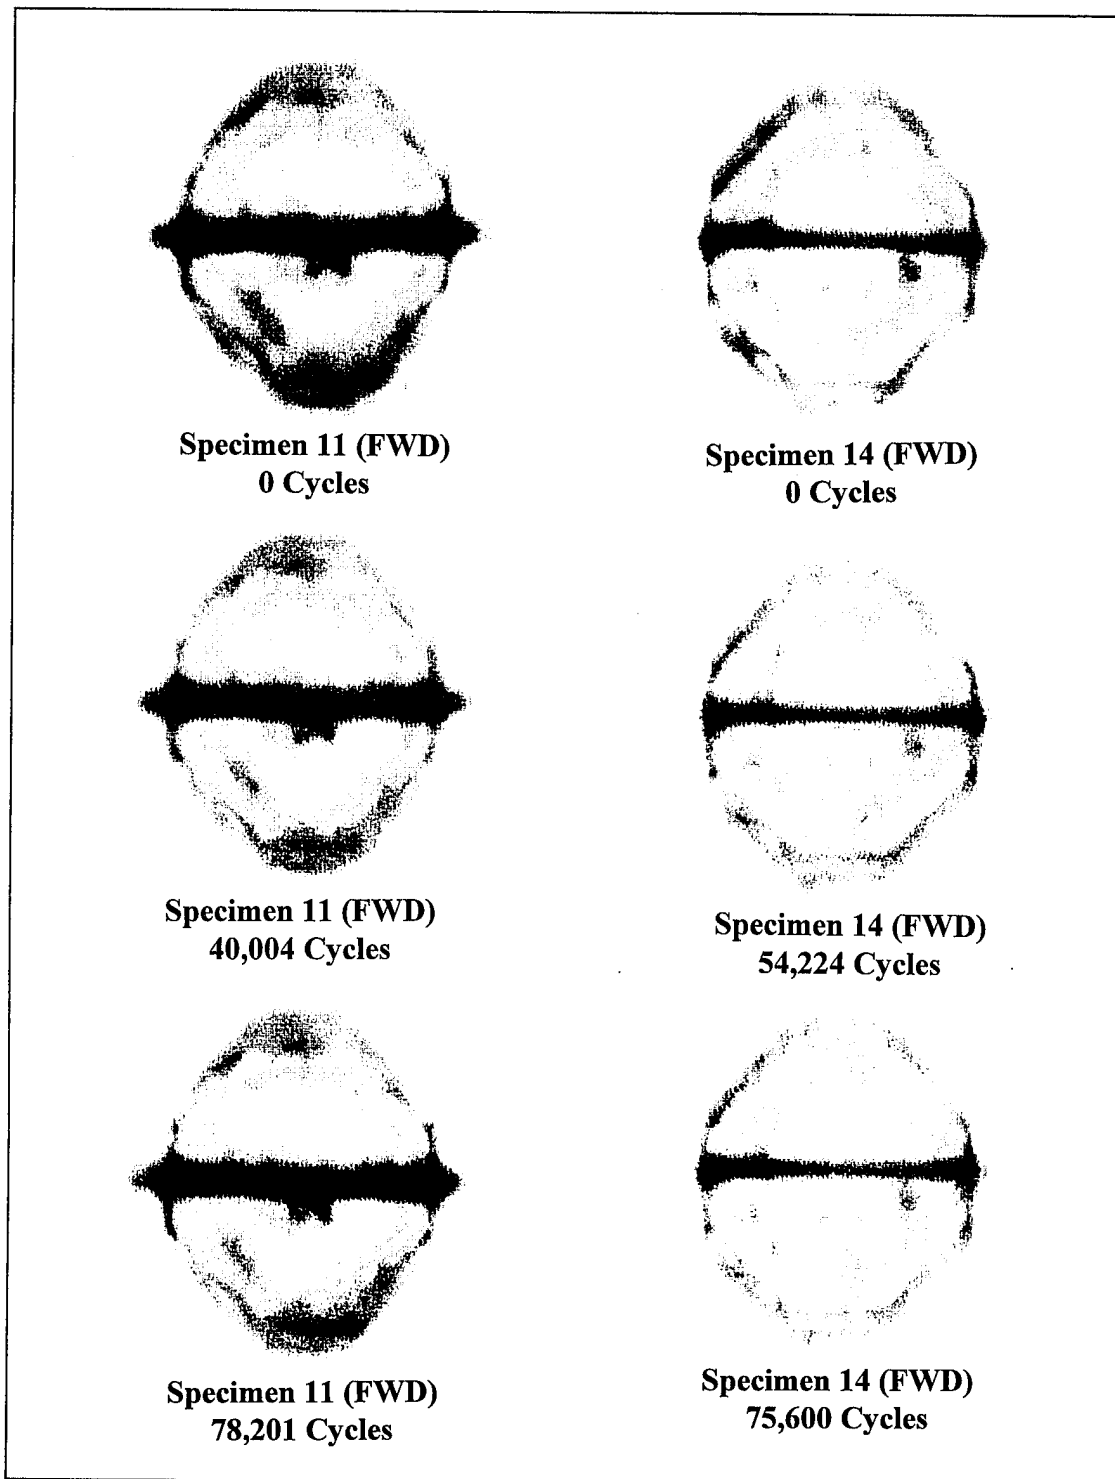 Specimen 11 (FWD)
0 Cycles
Specimen 14 (FWD)
0 Cycles
Specimen 11 (FWD)
40,004 Cycles
Specimen 14 (FWD)
54,224 Cycles
Specimen 11 (FWD)
78,201 Cycles
Specimen 14 (FWD)
75,600 Cycles